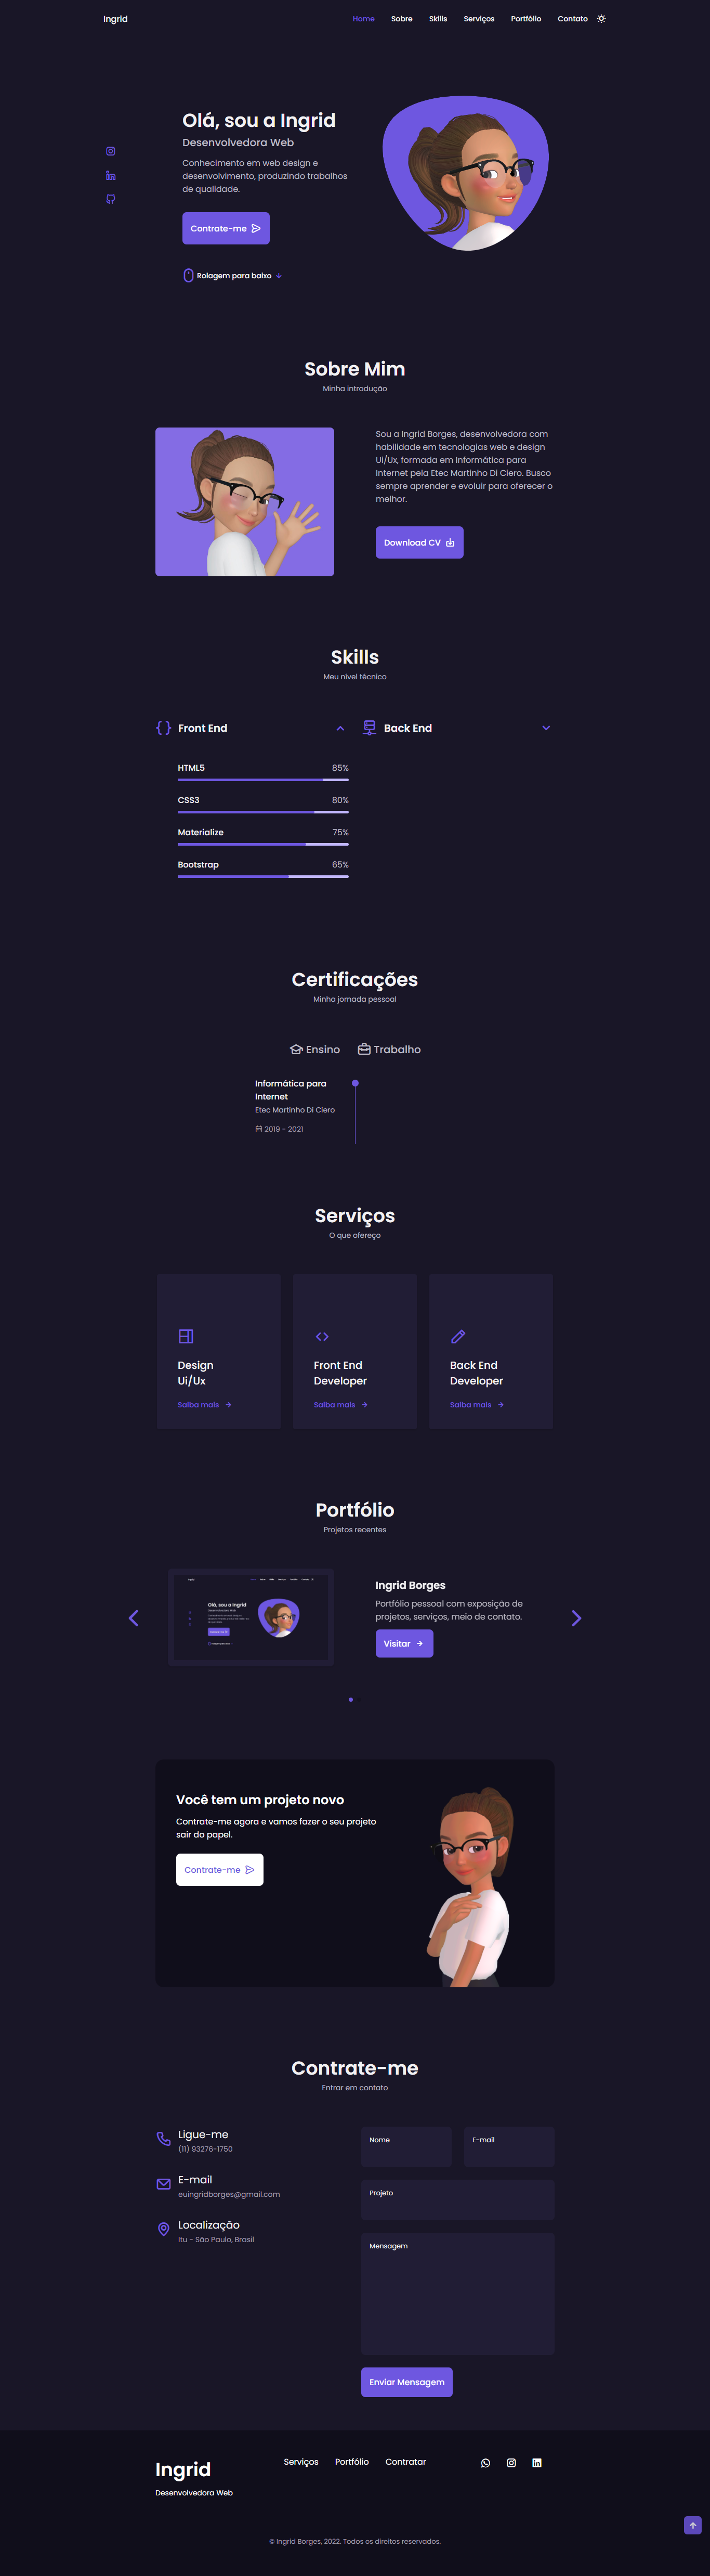 Ingrid
Home Sobre Skills Serviços Portfólio Contato
Olá, sou a Ingrid
Desenvolvedora Web
Conhecimento em web design e
desenvolvimento, produzindo trabalhos
de qualidade.
Contrate-me
Rolagem para baixo
Sobre Mim
Minha introdução
Sou a Ingrid Borges, desenvolvedora com
habilidade em tecnologias web e design
Ui/Ux, formada em Informática para
Internet pela Etec Martinho Di Ciero. Busco
sempre aprender e evoluir para oferecer o
melhor.
Download CV
Skills
Meu nível técnico
Front End
Back End
HTML5 85%
CSS3 80%
Materialize 75%
Bootstrap 65%
Certificações
Minha jornada pessoal
Ensino Trabalho
Informática para
Internet
Etec Martinho Di Ciero
2019 - 2021
Serviços
O que ofereço
Design
Ui/Ux
Saiba mais
Front End
Developer
Saiba mais
Back End
Developer
Saiba mais
Portfólio
Projetos recentes
Olá, sou a Ingrid
Ingrid Borges
Portfólio pessoal com exposição de
projetos, serviços, meio de contato.
Visitar
Você tem um projeto novo
Contrate-me agora e vamos fazer o seu projeto
sair do papel.
Contrate-me
Contrate-me
Entrar em contato
Ligue-me
(11) 93276-1750
E-mail
euingridborges@gmail.com
Localização
Itu - São Paulo, Brasil
Nome
E-mail
Projeto
Mensagem
Enviar Mensagem
Ingrid
Desenvolvedora Web
Serviços Portfólio Contratar
© Ingrid Borges, 2022. Todos os direitos reservados.